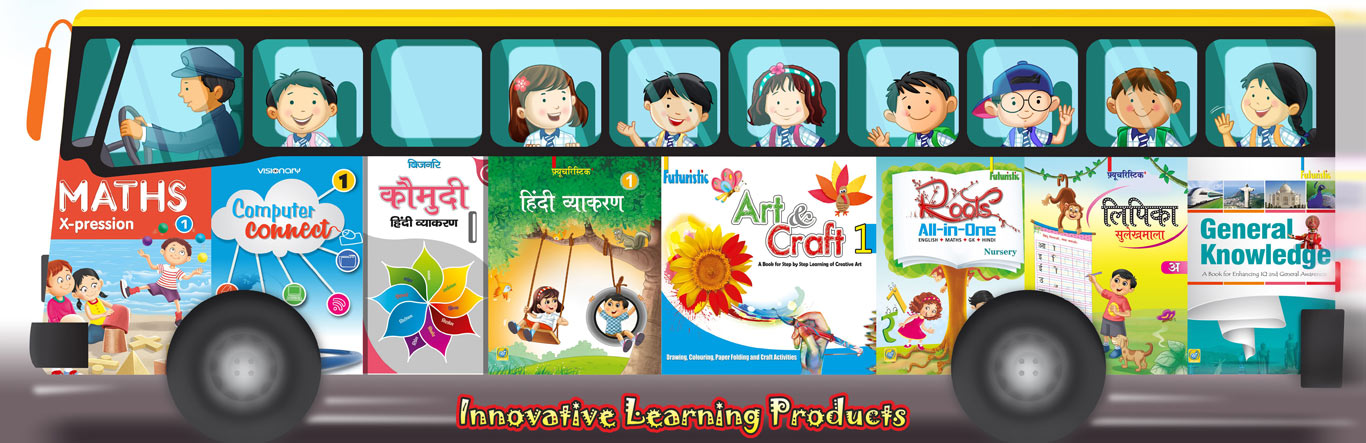 MATHS
X-pression
1
VISIONARY
1
Computer
Connect
विज़नरि
कौमुदी
हिंदी व्याकरण
फ़्यूचरिस्टिक
1
हिंदी व्याकरण
Futuristic
Art & Craft 1
A Book for Step by Step Learning of Creative Art
Drawing, Colouring, Paper Folding and Craft Activities
Futuristic
Roots
All-in-One
ENGLISH • MATHS • GK • HINDI
Nursery
फ़्यूचरिस्टिक
लिपिका
सुलेखमाला
अ
General
Knowledge
A Book for Enhancing IQ and General Awareness
Innovative Learning Products